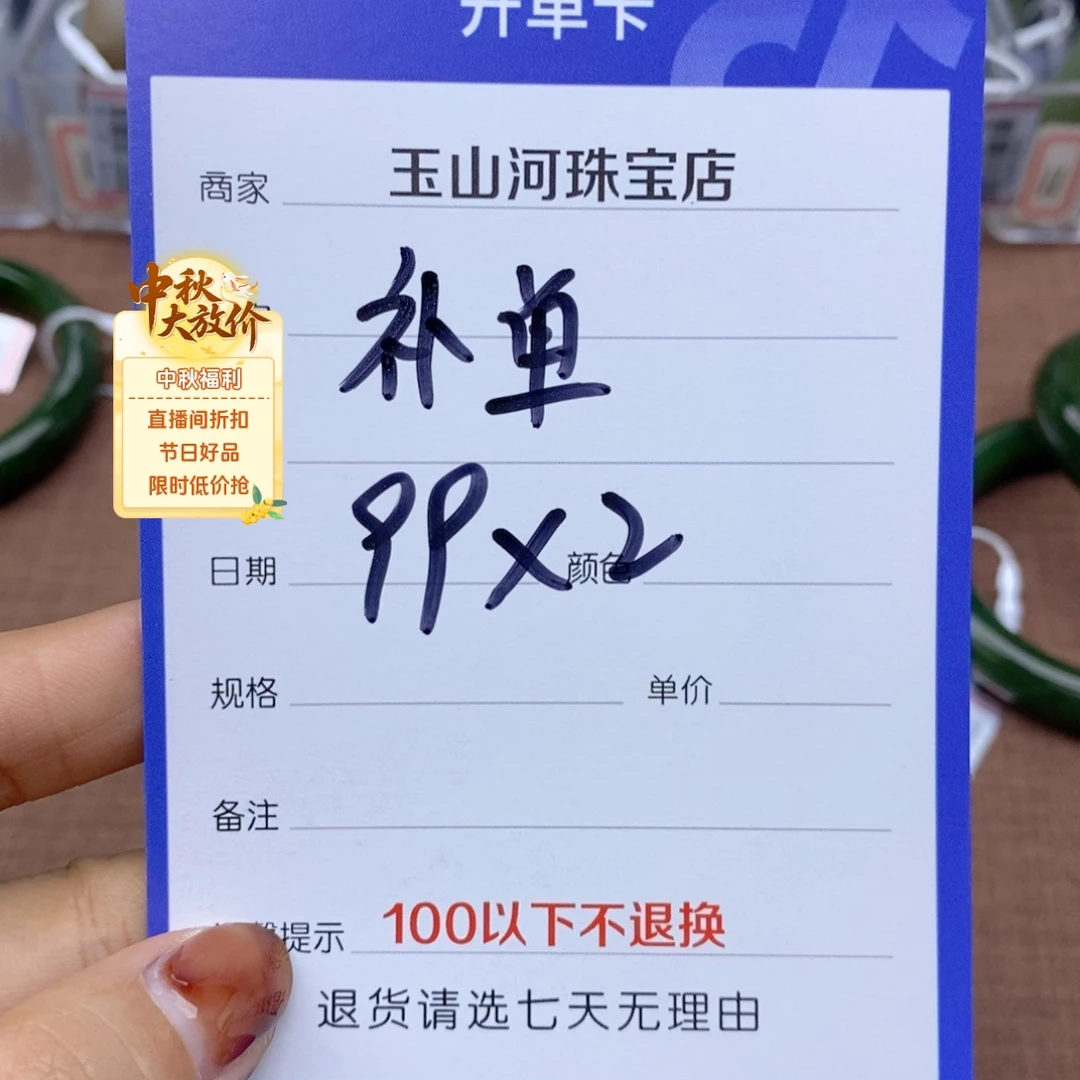 开单卡
商家 玉山河珠宝店
补单
99×2
日期 颜色
规格 单价
备注
提示 100以下不退换
退货请选七天无理由
中秋
大放价
中秋福利
直播间折扣
节日好品
限时低价抢